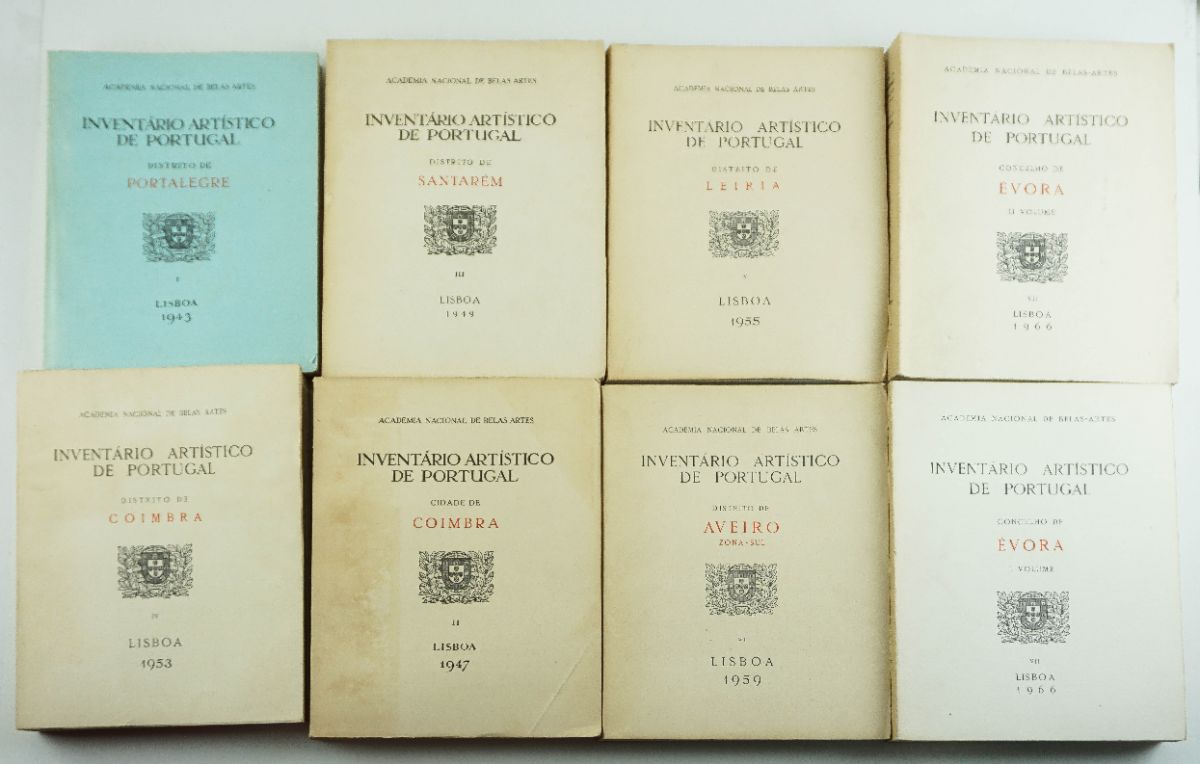 ACADEMIA NACIONAL DE BELAS ARTES
INVENTÁRIO ARTÍSTICO
DE PORTUGAL
DISTRITO DE
PORTALEGRE
I
LISBOA
1943
ACADEMIA NACIONAL DE BELAS ARTES
INVENTÁRIO ARTÍSTICO
DE PORTUGAL
DISTRITO DE
SANTARÉM
III
LISBOA
1949
ACADEMIA NACIONAL DE BELAS ARTES
INVENTÁRIO ARTÍSTICO
DE PORTUGAL
DISTRITO DE
LEIRIA
V
LISBOA
1955
ACADEMIA NACIONAL DE BELAS-ARTES
INVENTÁRIO ARTÍSTICO
DE PORTUGAL
CONCELHO DE
ÉVORA
II VOLUME
VII
LISBOA
1966
ACADEMIA NACIONAL DE BELAS ARTES
INVENTÁRIO ARTÍSTICO
DE PORTUGAL
DISTRITO DE
COIMBRA
IV
LISBOA
1953
ACADEMIA NACIONAL DE BELAS ARTES
INVENTÁRIO ARTÍSTICO
DE PORTUGAL
CIDADE DE
COIMBRA
II
LISBOA
1947
ACADEMIA NACIONAL DE BELAS ARTES
INVENTÁRIO ARTÍSTICO
DE PORTUGAL
DISTRITO DE
AVEIRO
ZONA-SUL
VI
LISBOA
1959
ACADEMIA NACIONAL DE BELAS-ARTES
INVENTÁRIO ARTÍSTICO
DE PORTUGAL
CONCELHO DE
ÉVORA
I VOLUME
VII
LISBOA
1966